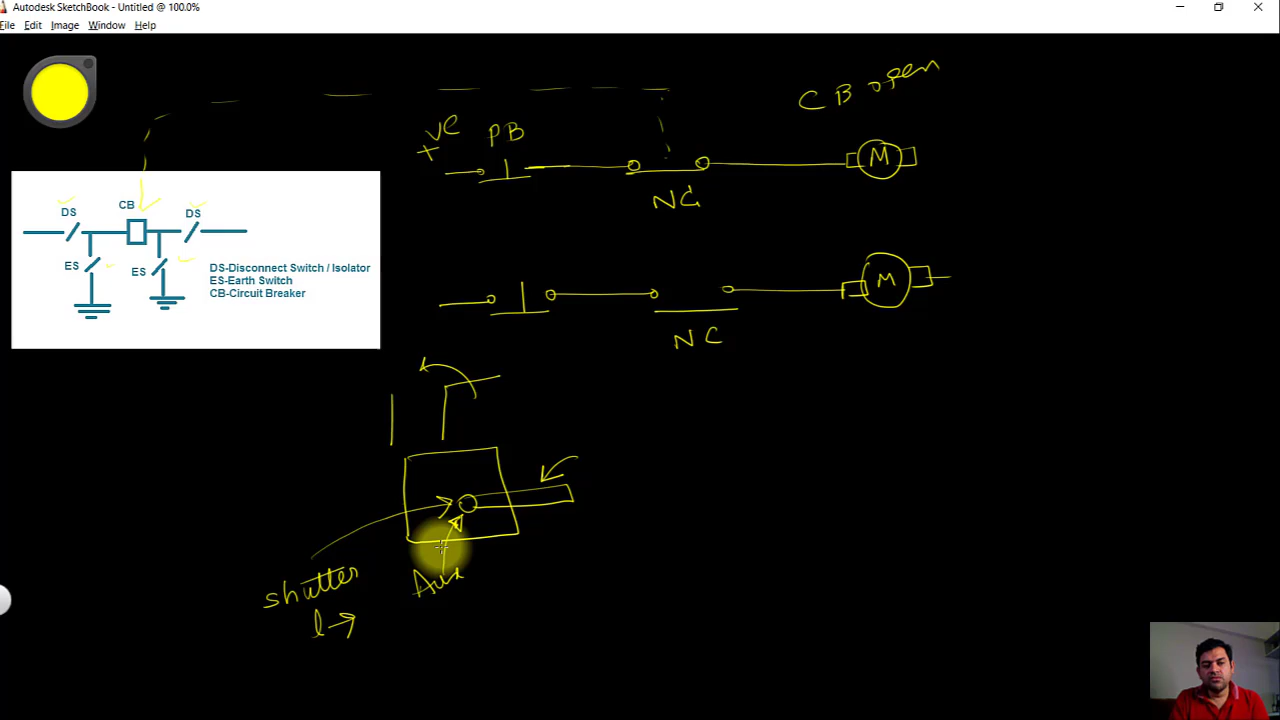 Autodesk SketchBook - Untitled @ 100.0%
File Edit Image Window Help
CB open
+ve PB
M
NC
DS CB DS
ES ES
DS-Disconnect Switch / Isolator
ES-Earth Switch
CB-Circuit Breaker
M
NC
shutter
Aux